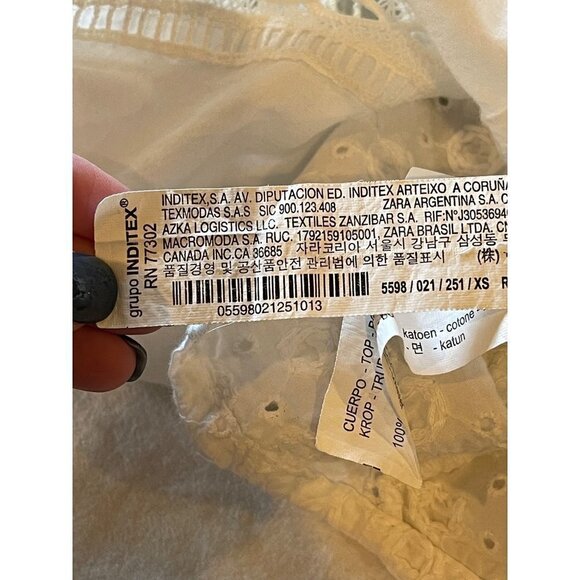 grupo INDITEX®
RN 77302
INDITEX,S.A. AV. DIPUTACION ED. INDITEX ARTEIXO A CORUÑA
TEXMODAS S.A.S SIC 900.123.408 ZARA ARGENTINA S.A.
AZKA LOGISTICS LLC. TEXTILES ZANZIBAR S.A. RIF:N°J3053694
MACROMODA S.A. RUC. 1792159105001, ZARA BRASIL LTDA.
CANADA INC.CA 36685 자라코리아 서울시 강남구 삼성동
품질경영 및 공산품안전 관리법에 의한 품질표시 (株)
5598 / 021 / 251 / XS
05598021251013
katoen - cotone -
- 면 - katun
CUERPO - TOP -
KROP -
100%